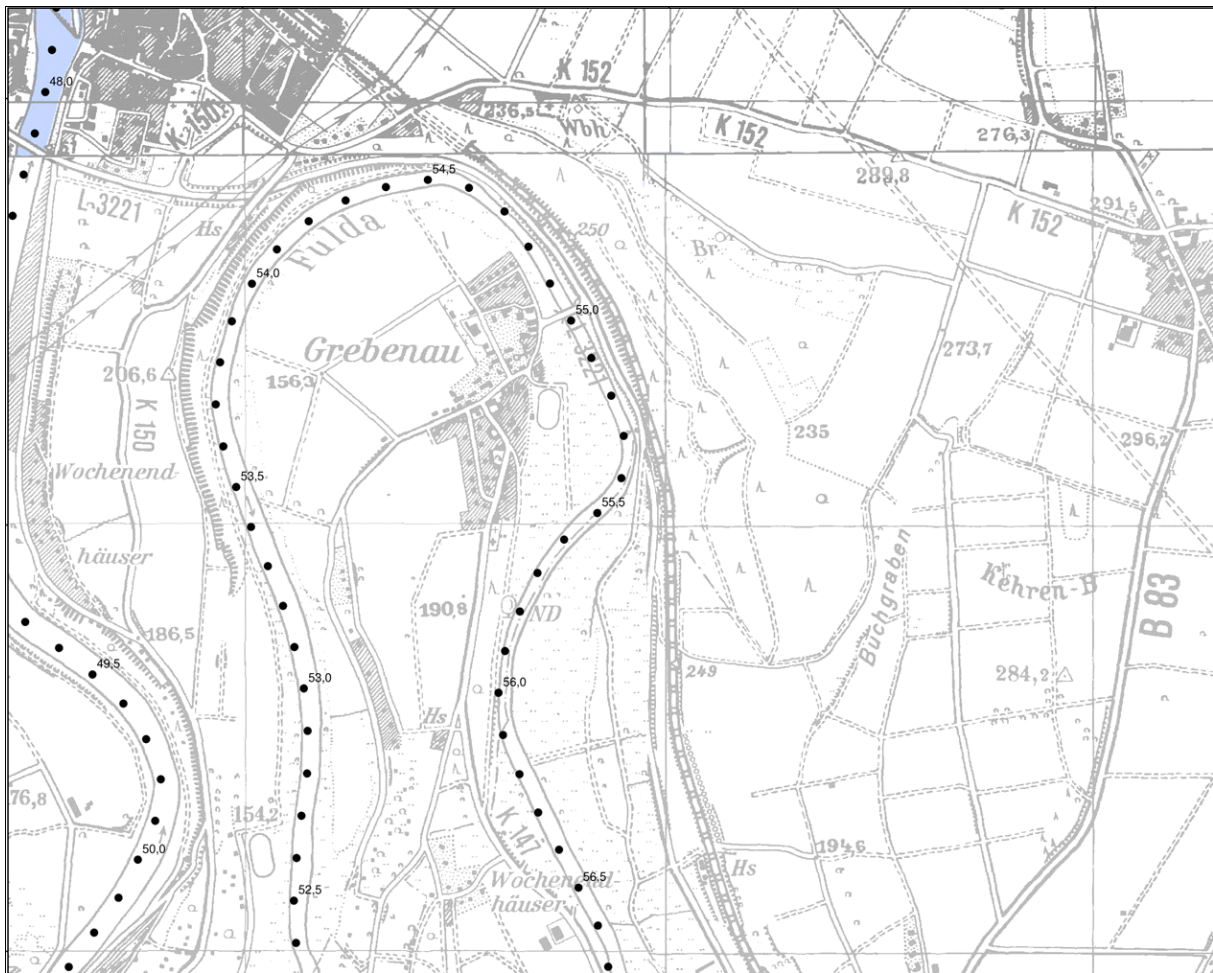 K 152
48,0
236,5
Wbh.
K 150
K 152
276,3
54,5
289,8
L 3221
Hs
250
K 152
291,5
Fulda
Br.
54,0
55,0
Grebenau
3221
273,7
206,6
156,3
K 150
235
296,2
Wochenend-
53,5
55,5
häuser
Buchgraben
Kehren-B
B 83
190,8
ND
186,5
49,5
53,0
56,0
249
284,2
Hs
76,8
154,2
K 147
50,0
194,6
Hs
Wochenend
häuser
52,5
56,5